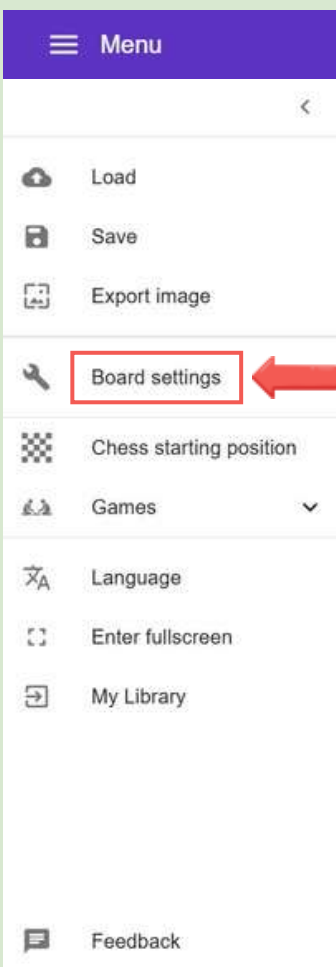 Menu
Load
Save
Export image
Board settings
Chess starting position
Games
Language
Enter fullscreen
My Library
Feedback